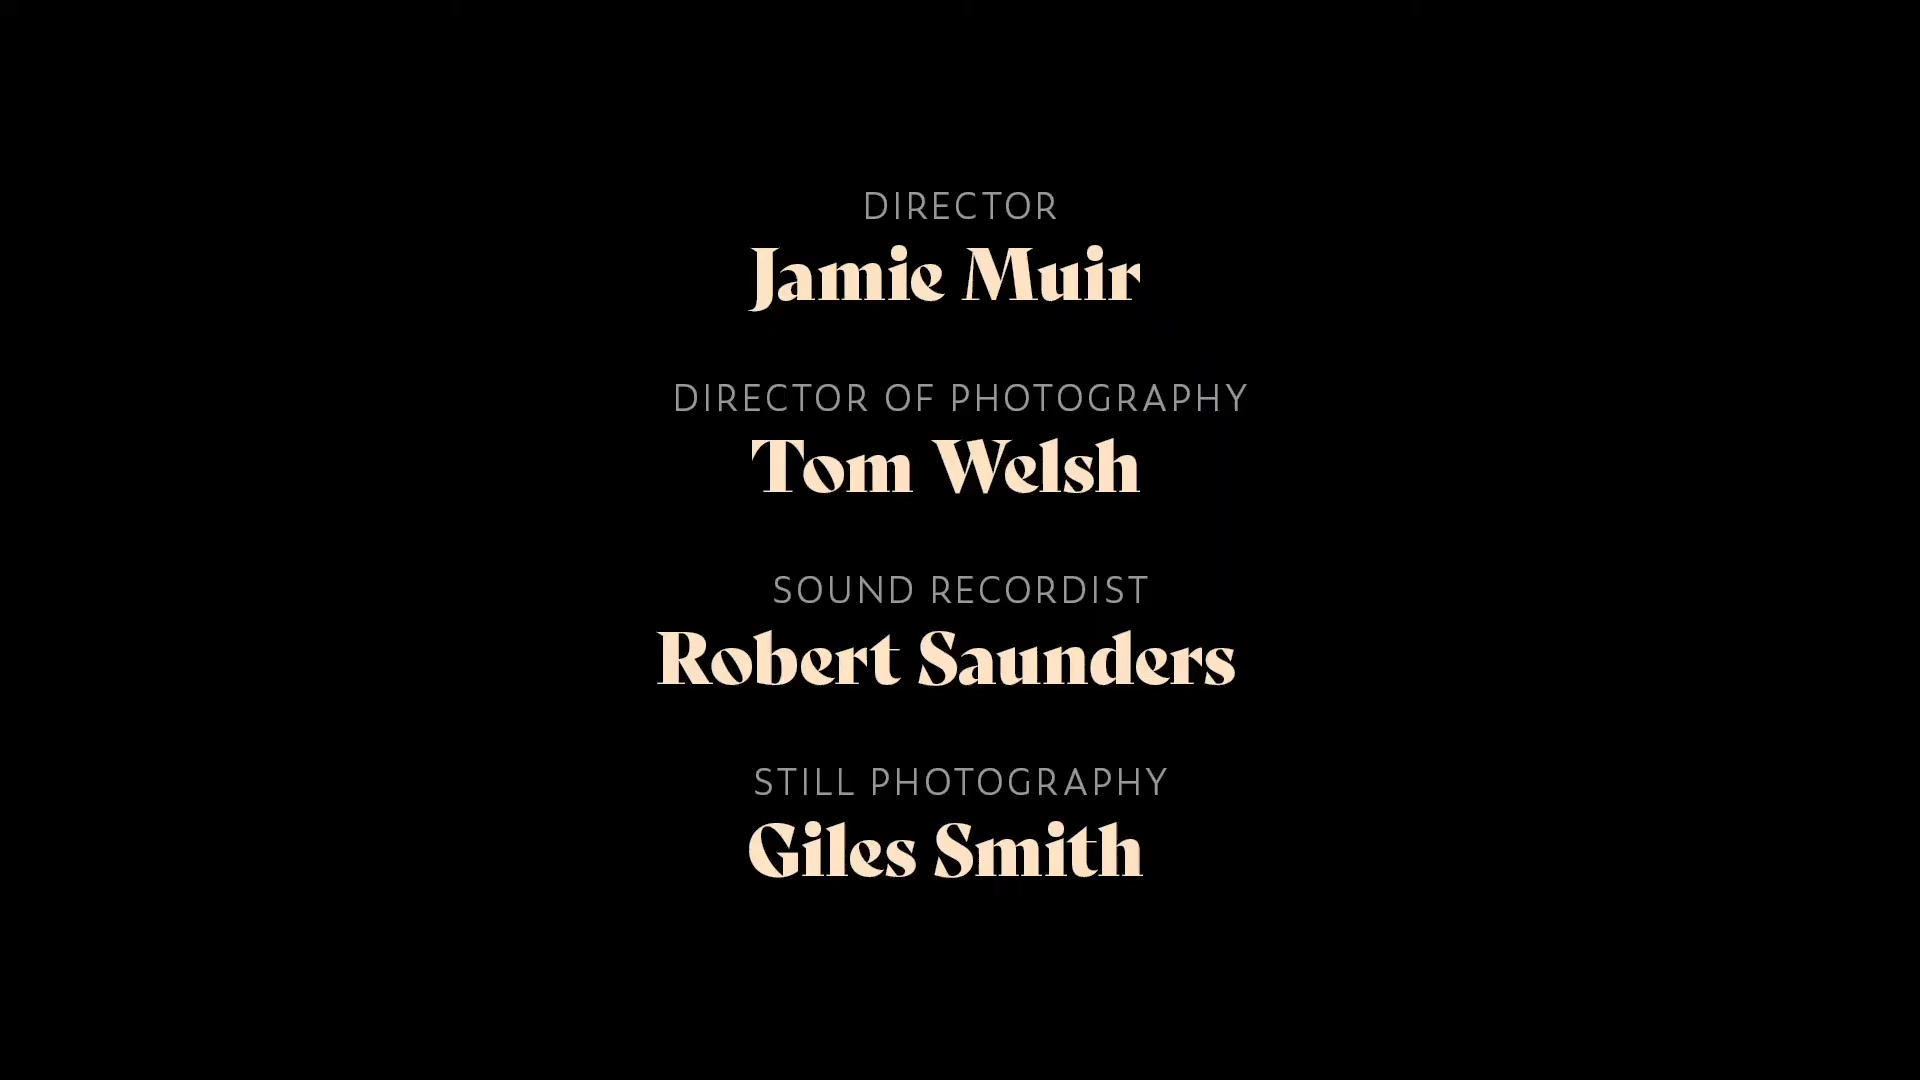 DIRECTOR
Jamie Muir
DIRECTOR OF PHOTOGRAPHY
Tom Welsh
SOUND RECORDIST
Robert Saunders
STILL PHOTOGRAPHY
Giles Smith